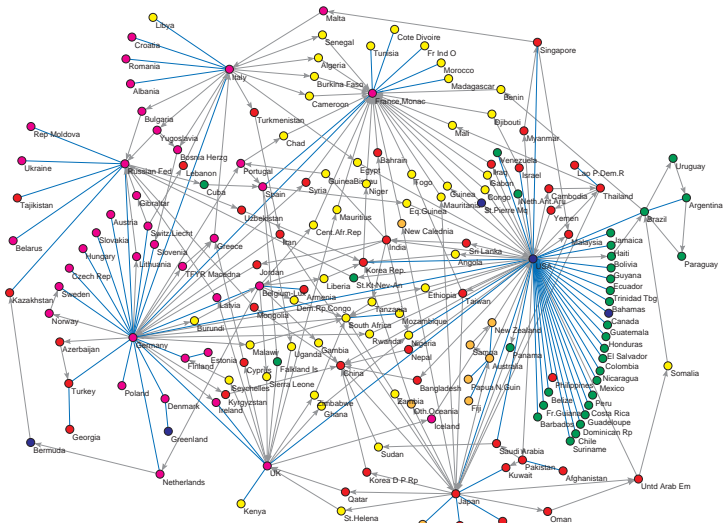 Malta
Libya
Croatia
Senegal
Cote Divoire
Tunisia
Fr Ind O
Singapore
Romania
Algeria
Morocco
Italy
Burkina Faso
Madagascar
Albania
Cameroon
France,Monac
Benin
Bulgaria
Turkmenistan
Djibouti
Rep Moldova
Yugoslavia
Chad
Mali
Myanmar
Bosnia Herzg
Bahrain
Venezuela
Uruguay
Ukraine
Russian Fed
Lebanon
Portugal
Egypt
Iraq
Israel
Lao P.Dem.R
Cuba
Spain
Syria
GuineaBissau
Niger
Togo
Guinea
Gabon
Cambodia
Thailand
Tajikistan
Gibraltar
Mauritania
Congo
Neth.Ant.Aru
Argentina
Austria
Uzbekistan
Mauritius
Eq.Guinea
St.Pierre Mq
Yemen
Brazil
Slovakia
Switz.Liecht
Cent.Afr.Rep
New Calednia
Belarus
Hungary
Slovenia
Greece
Iran
India
Sri Lanka
Malaysia
Jamaica
Czech Rep
Lithuania
TFYR Macedna
Jordan
Korea Rep.
Angola
USA
Haiti
Paraguay
Kazakhstan
Sweden
Latvia
Belgium-Lux
Armenia
Liberia
St.Kt-Nev-An
Ethiopia
Taiwan
Bolivia
Guyana
Ecuador
Norway
Mongolia
Dem.Rp.Congo
Tanzania
Trinidad Tbg
Bahamas
Burundi
South Africa
Mozambique
New Zealand
Canada
Azerbaijan
Germany
Rwanda
Nigeria
Nepal
Samoa
Panama
Guatemala
Honduras
Estonia
Finland
Malawi
Uganda
Gambia
El Salvador
Cyprus
Falkland Is
China
Australia
Colombia
Somalia
Turkey
Poland
Seychelles
Sierra Leone
Bangladesh
Papua N.Guin
Philippines
Nicaragua
Kyrgyzstan
Mexico
Denmark
Ireland
Zimbabwe
Zambia
Fiji
Belize
Peru
Ghana
Oth.Oceania
Fr.Guiana
Costa Rica
Georgia
Greenland
Iceland
Barbados
Guadeloupe
Dominican Rp
Bermuda
Sudan
Saudi Arabia
Chile
Suriname
Netherlands
UK
Korea D P Rp
Kuwait
Pakistan
Afghanistan
Untd Arab Em
Qatar
Japan
Kenya
St.Helena
Oman